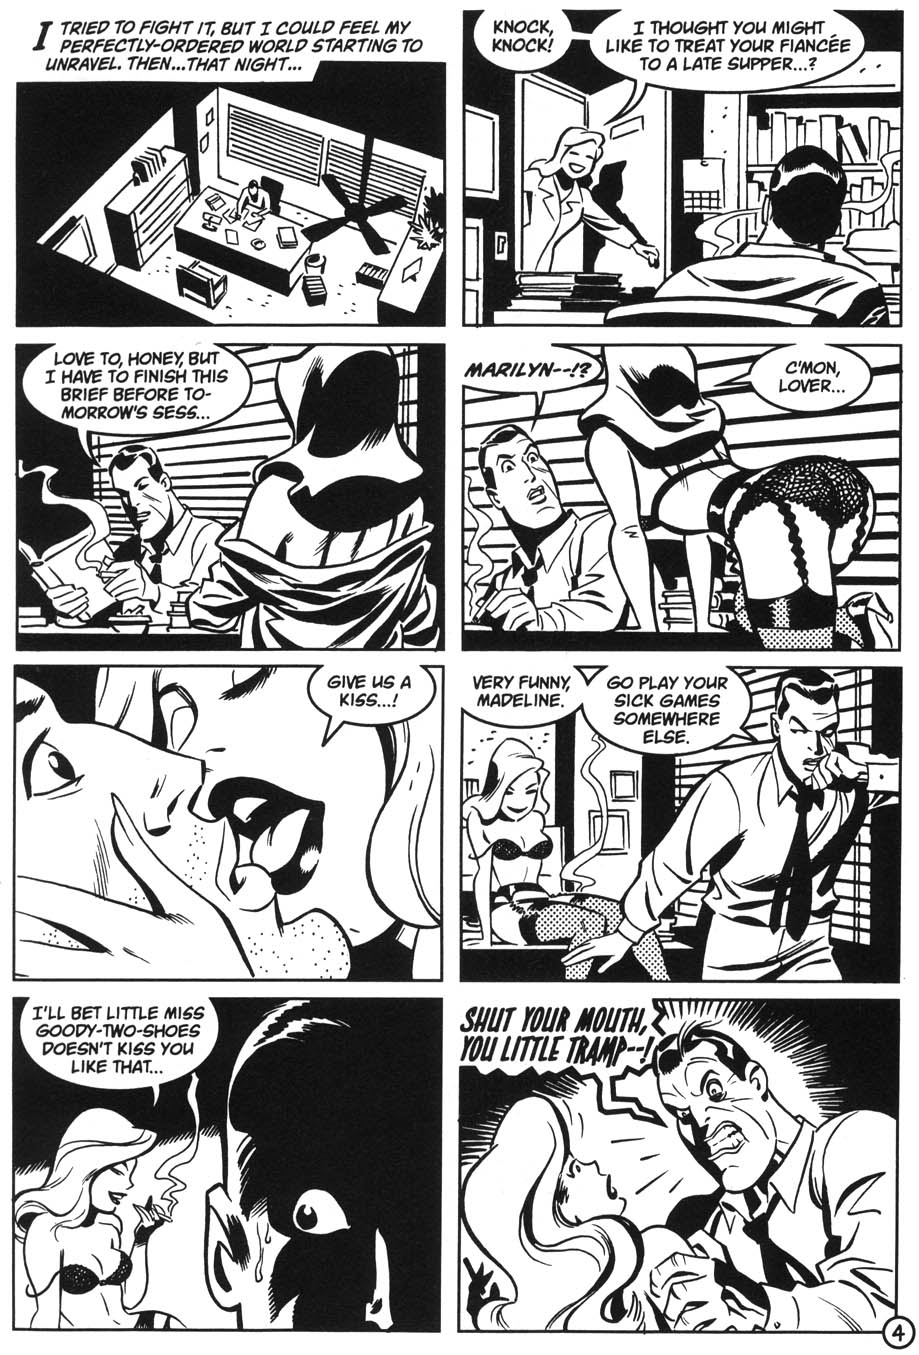 I TRIED TO FIGHT IT, BUT I COULD FEEL MY
PERFECTLY-ORDERED WORLD STARTING TO
UNRAVEL. THEN...THAT NIGHT...
KNOCK,
KNOCK!
I THOUGHT YOU MIGHT
LIKE TO TREAT YOUR FIANCÉE
TO A LATE SUPPER...?
LOVE TO, HONEY, BUT
I HAVE TO FINISH THIS
BRIEF BEFORE TO-
MORROW'S SESS...
MARILYN--!?
C'MON,
LOVER...
GIVE US A
KISS...!
VERY FUNNY,
MADELINE.
GO PLAY YOUR
SICK GAMES
SOMEWHERE
ELSE.
I'LL BET LITTLE MISS
GOODY-TWO-SHOES
DOESN'T KISS YOU
LIKE THAT...
SHUT YOUR MOUTH,
YOU LITTLE TRAMP--!
4